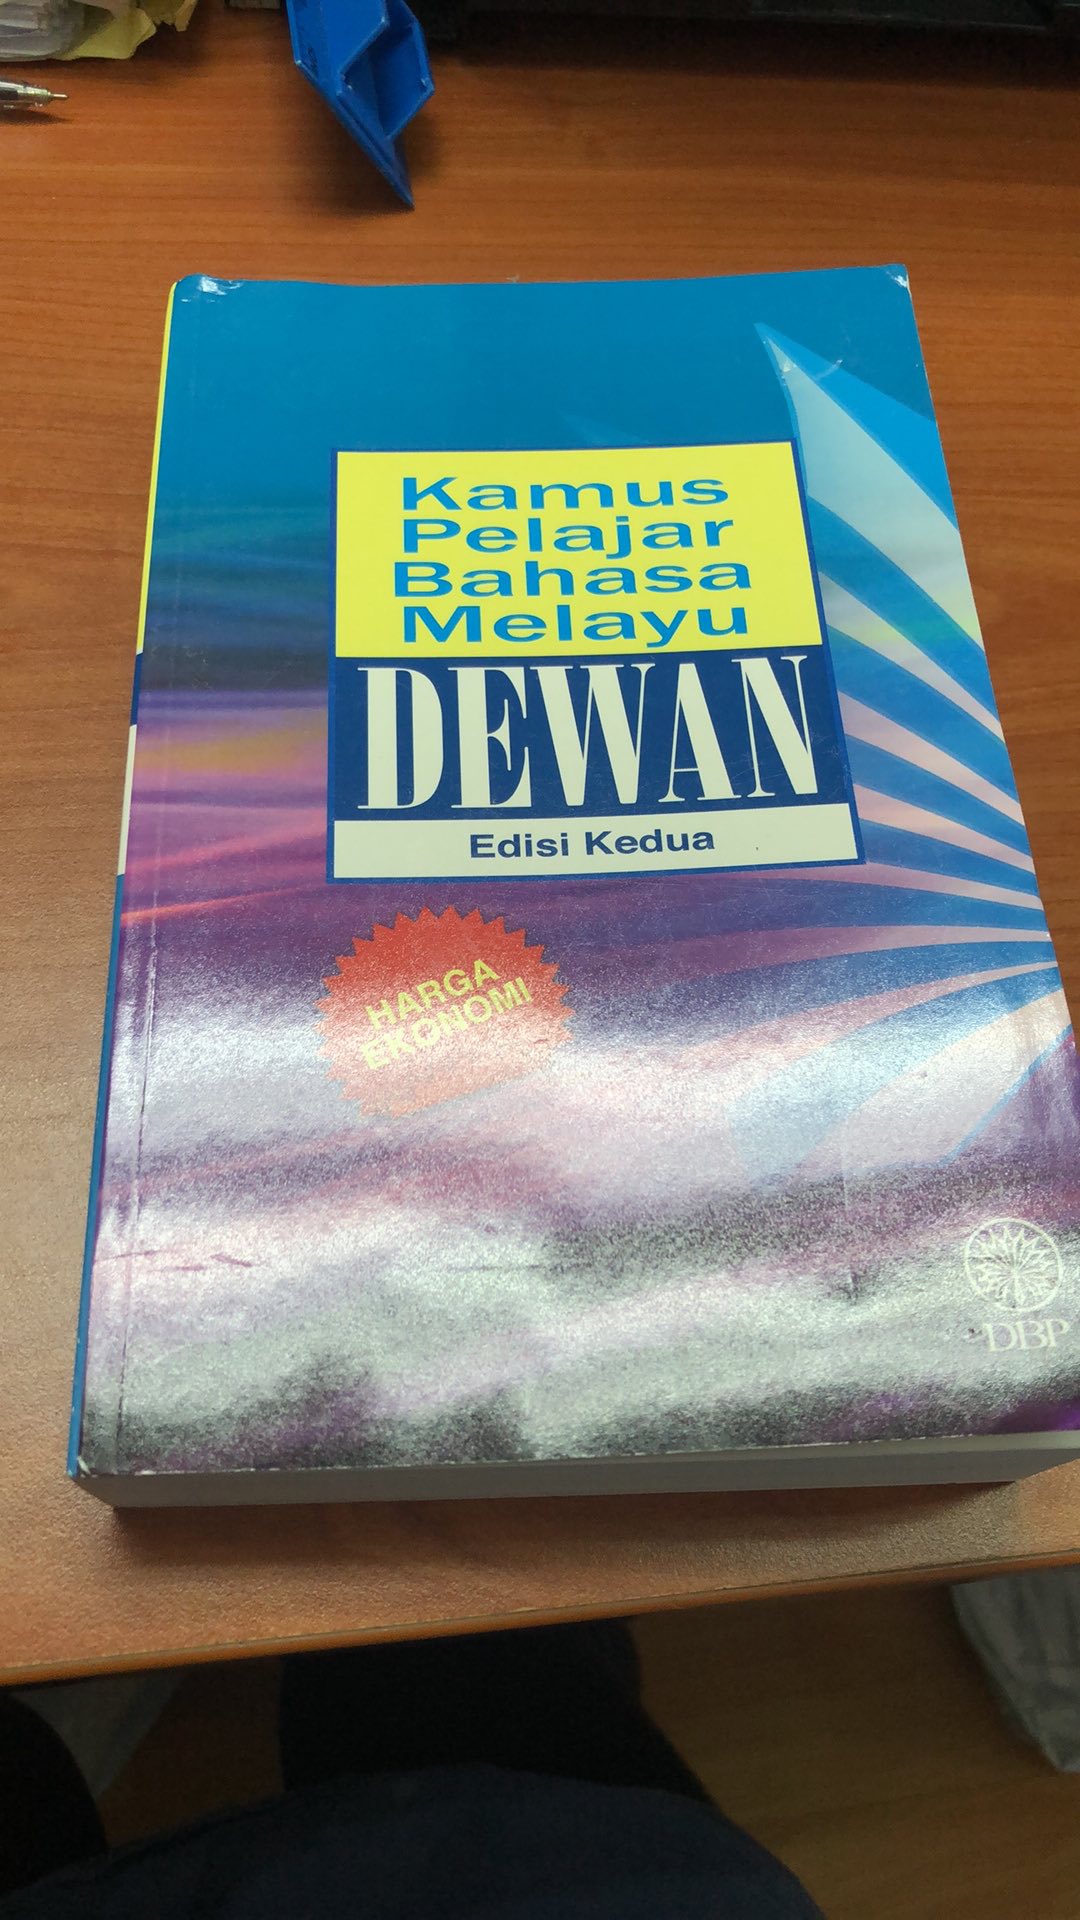 Kamus
Pelajar
Bahasa
Melayu
DEWAN
Edisi Kedua
HARGA
EKONOMI
DBP